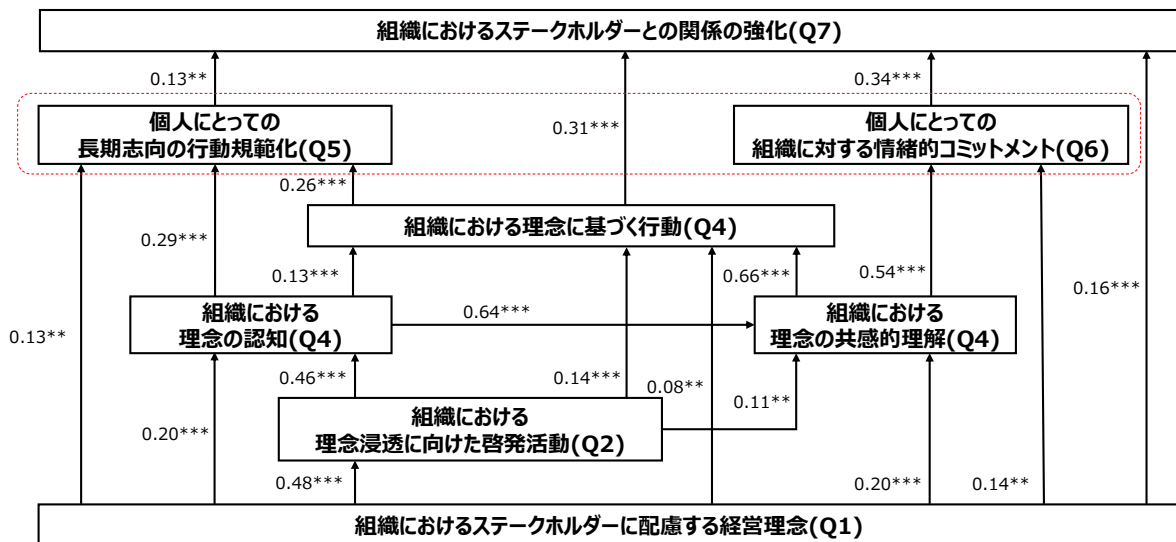 組織におけるステークホルダーとの関係の強化(Q7)
0.13**
0.34***
個人にとっての
長期志向の行動規範化(Q5)
0.31***
個人にとっての
組織に対する情緒的コミットメント(Q6)
0.26***
組織における理念に基づく行動(Q4)
0.29***
0.13***
0.66***
0.54***
0.16***
組織における
理念の認知(Q4)
0.64***
組織における
理念の共感的理解(Q4)
0.13**
0.46***
0.14***
0.08**
0.11**
組織における
理念浸透に向けた啓発活動(Q2)
0.20***
0.48***
0.20***
0.14**
組織におけるステークホルダーに配慮する経営理念(Q1)